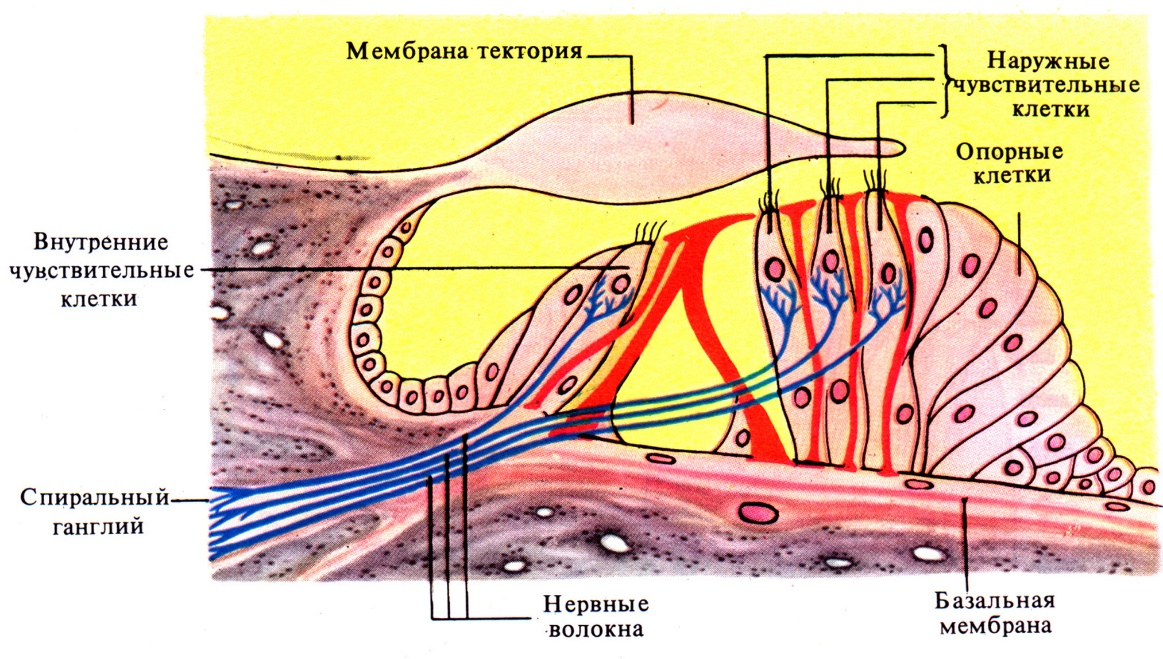 Мембрана тектория
Наружные
чувствительные
клетки
Опорные
клетки
Внутренние
чувствительные
клетки
Спиральный
ганглий
Нервные
волокна
Базальная
мембрана